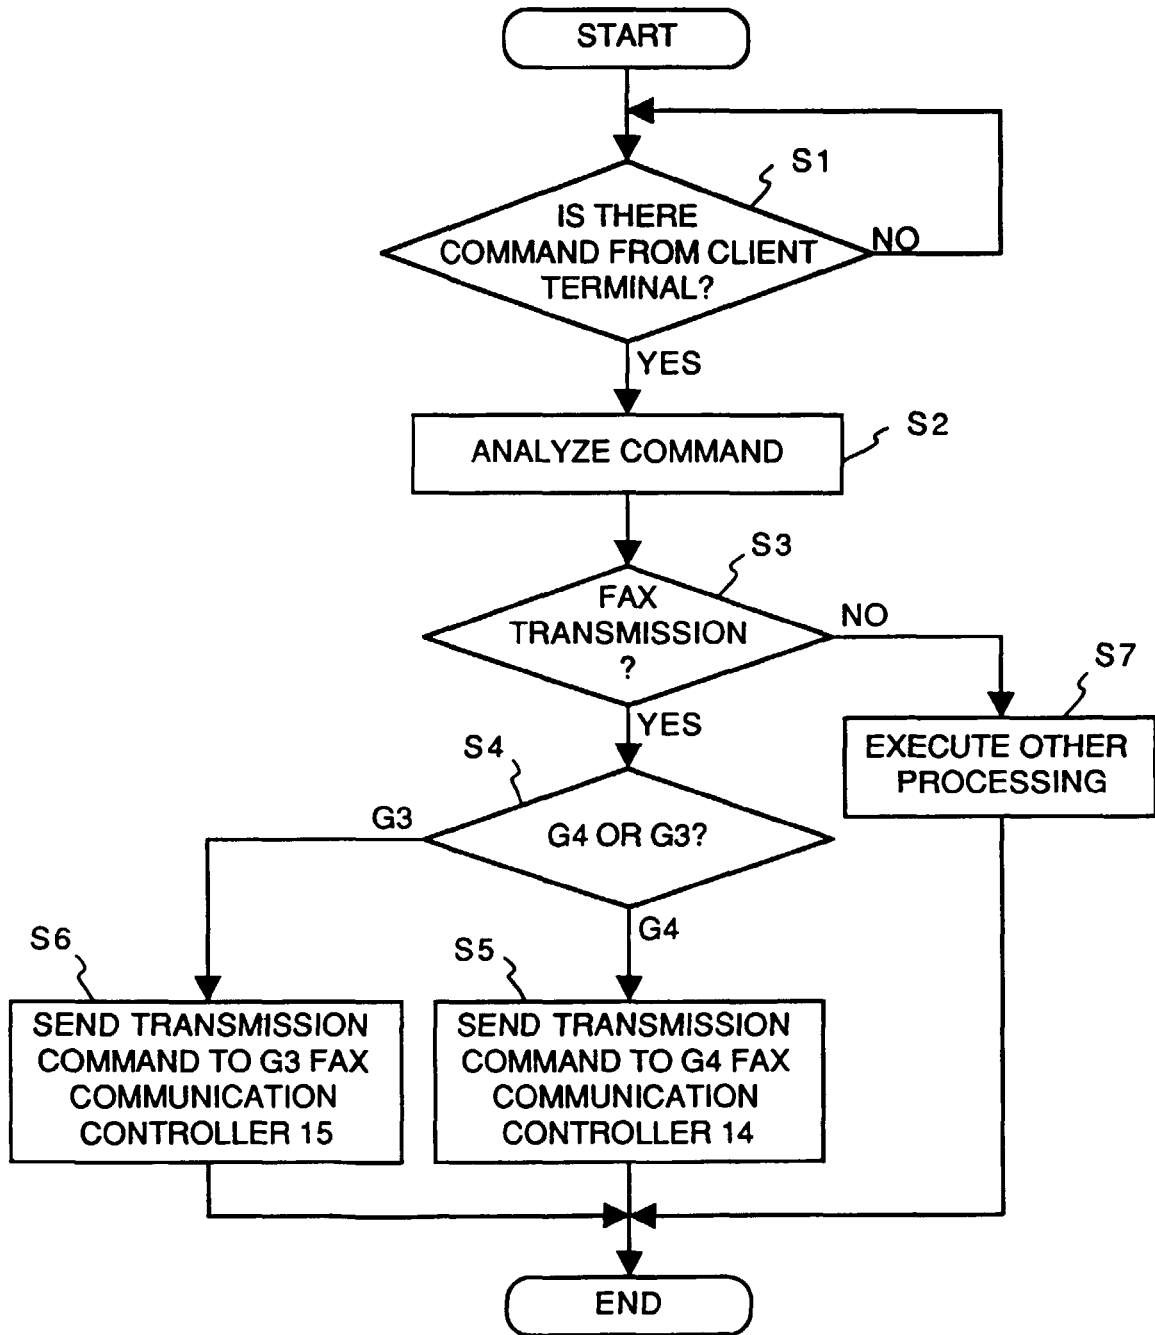 START
S1
IS THERE
COMMAND FROM CLIENT
TERMINAL?
NO
YES
S2
ANALYZE COMMAND
S3
FAX
TRANSMISSION
?
NO
YES
S7
EXECUTE OTHER
PROCESSING
S4
G4 OR G3?
G3
G4
S6
SEND TRANSMISSION
COMMAND TO G3 FAX
COMMUNICATION
CONTROLLER 15
S5
SEND TRANSMISSION
COMMAND TO G4 FAX
COMMUNICATION
CONTROLLER 14
END